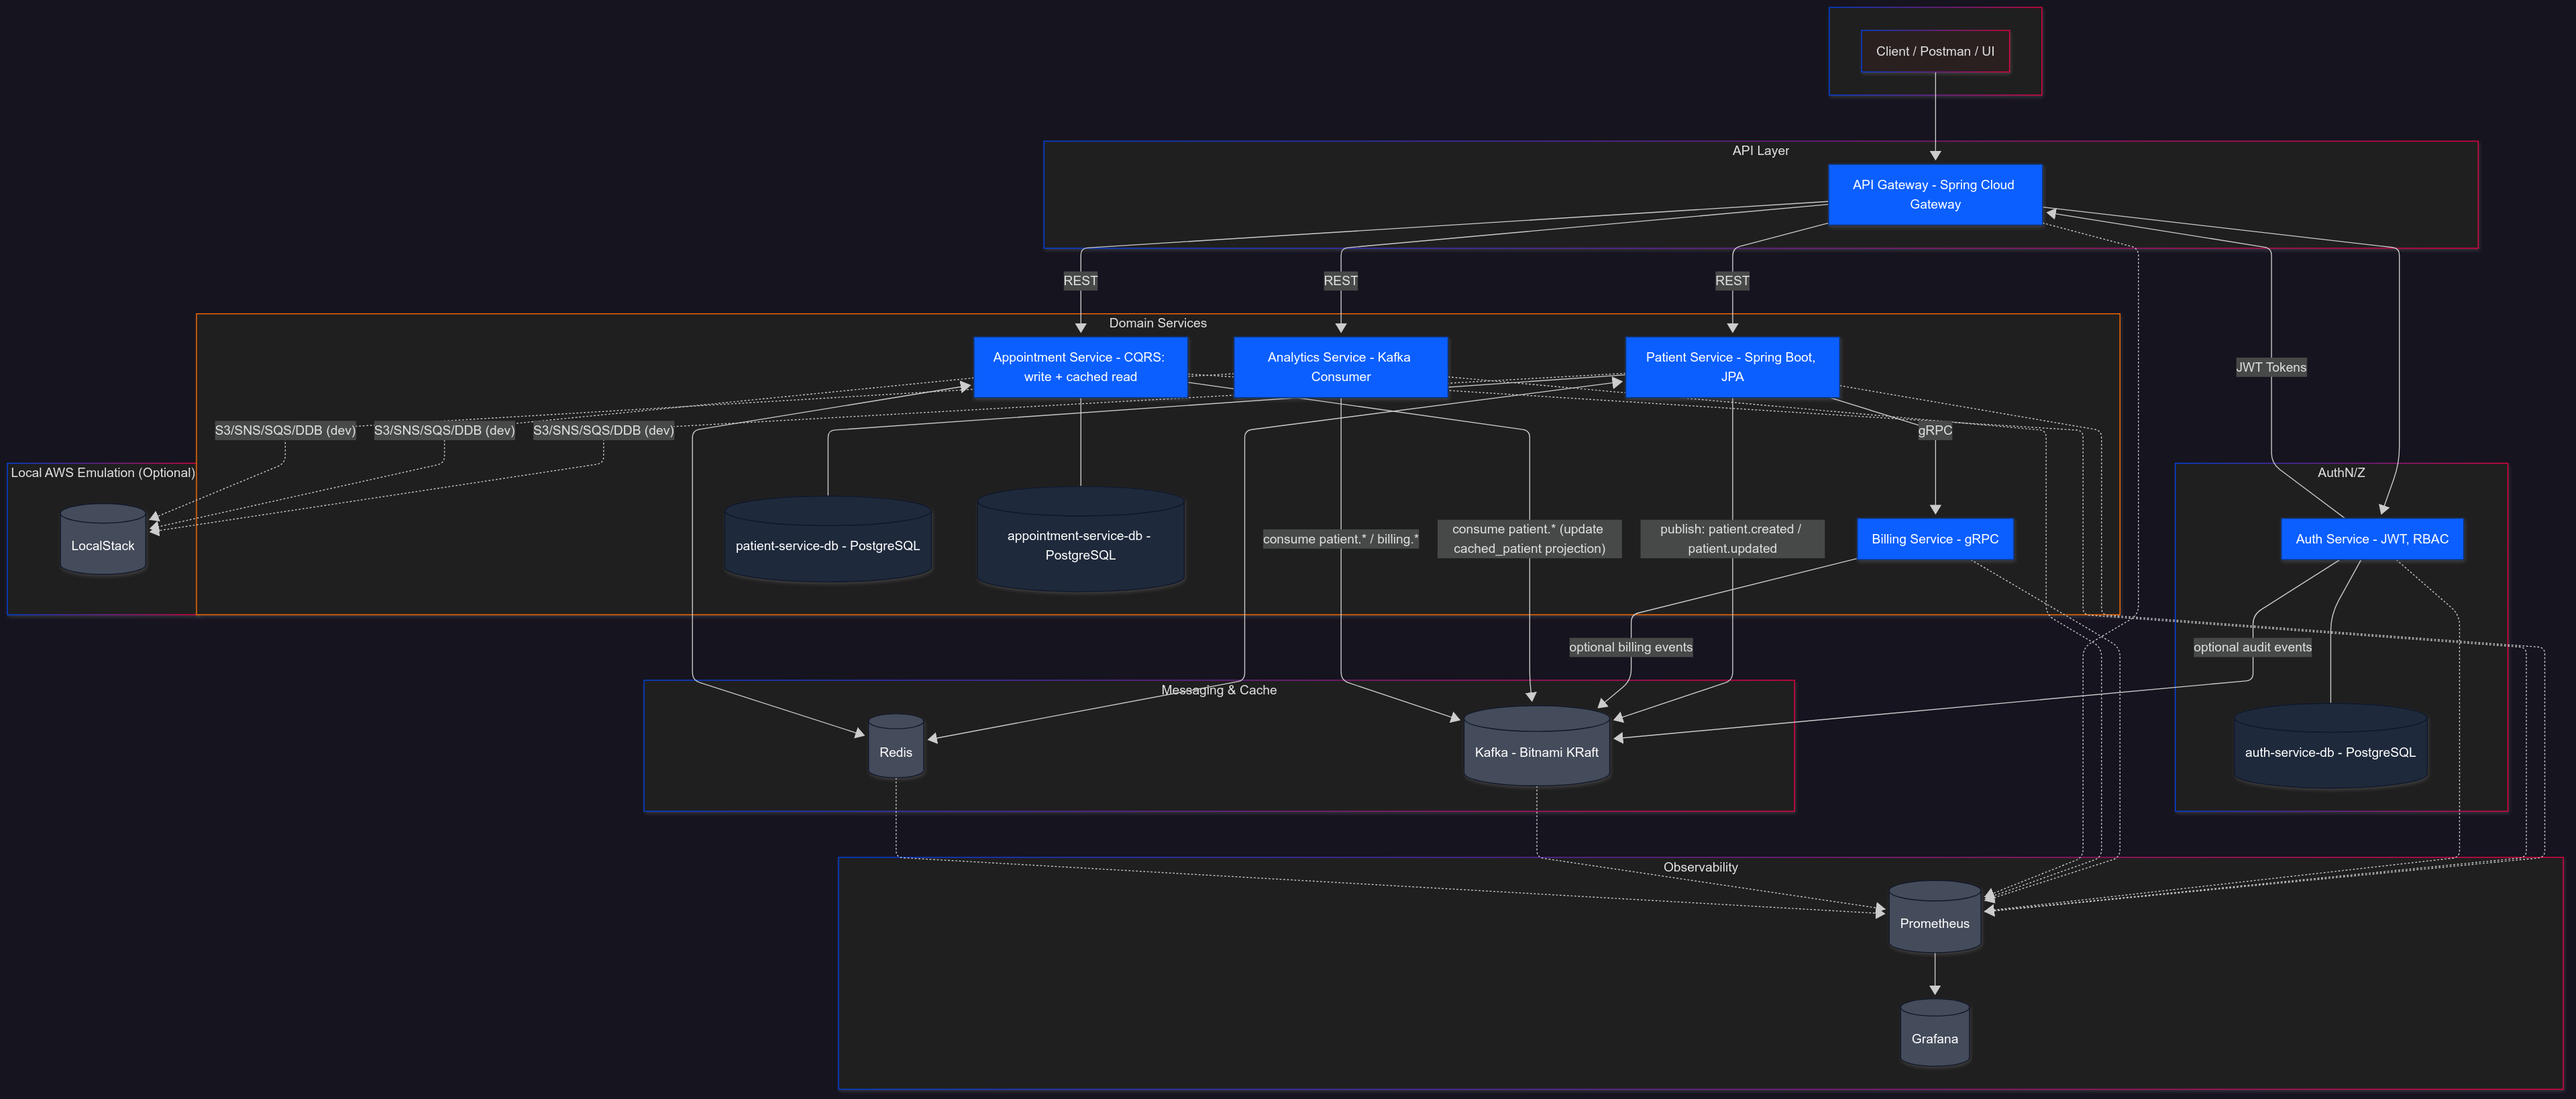 Client / Postman / UI
API Layer
API Gateway - Spring Cloud
Gateway
REST
REST
REST
Domain Services
Appointment Service - CQRS:
write + cached read
Analytics Service - Kafka
Consumer
Patient Service - Spring Boot,
JPA
JWT Tokens
S3/SNS/SQS/DDB (dev)
S3/SNS/SQS/DDB (dev)
S3/SNS/SQS/DDB (dev)
gRPC
Local AWS Emulation (Optional)
AuthN/Z
LocalStack
patient-service-db - PostgreSQL
appointment-service-db -
PostgreSQL
consume patient.* / billing.*
consume patient.* (update
cached_patient projection)
publish: patient.created /
patient.updated
Billing Service - gRPC
Auth Service - JWT, RBAC
optional billing events
optional audit events
Messaging & Cache
Redis
Kafka - Bitnami KRaft
auth-service-db - PostgreSQL
Observability
Prometheus
Grafana